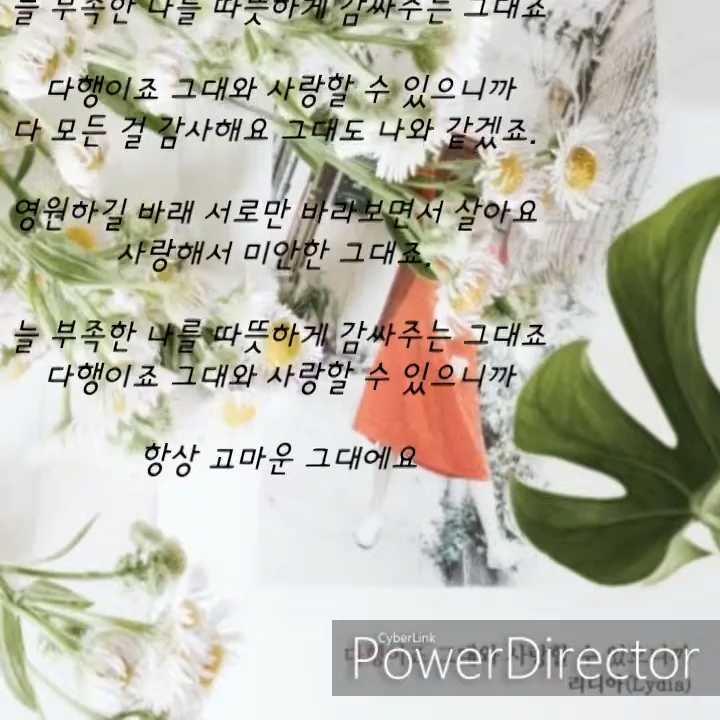 늘 부족한 나를 따뜻하게 감싸주는 그대죠
다행이죠 그대와 사랑할 수 있으니까
다 모든 걸 감사해요 그대도 나와 같겠죠.
영원하길 바래 서로만 바라보면서 살아요
사랑해서 미안한 그대죠.
늘 부족한 나를 따뜻하게 감싸주는 그대죠
다행이죠 그대와 사랑할 수 있으니까
항상 고마운 그대에요
CyberLink
PowerDirector
리디아(Lydia)